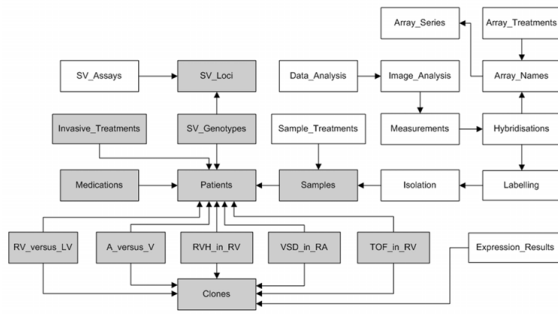 Array_Series
Array_Treatments
SV_Assays
SV_Loci
Data_Analysis
Image_Analysis
Array_Names
Invasive_Treatments
SV_Genotypes
Sample_Treatments
Measurements
Hybridisations
Medications
Patients
Samples
Isolation
Labelling
RV_versus_LV
A_versus_V
RVH_in_RV
VSD_in_RA
TOF_in_RV
Expression_Results
Clones